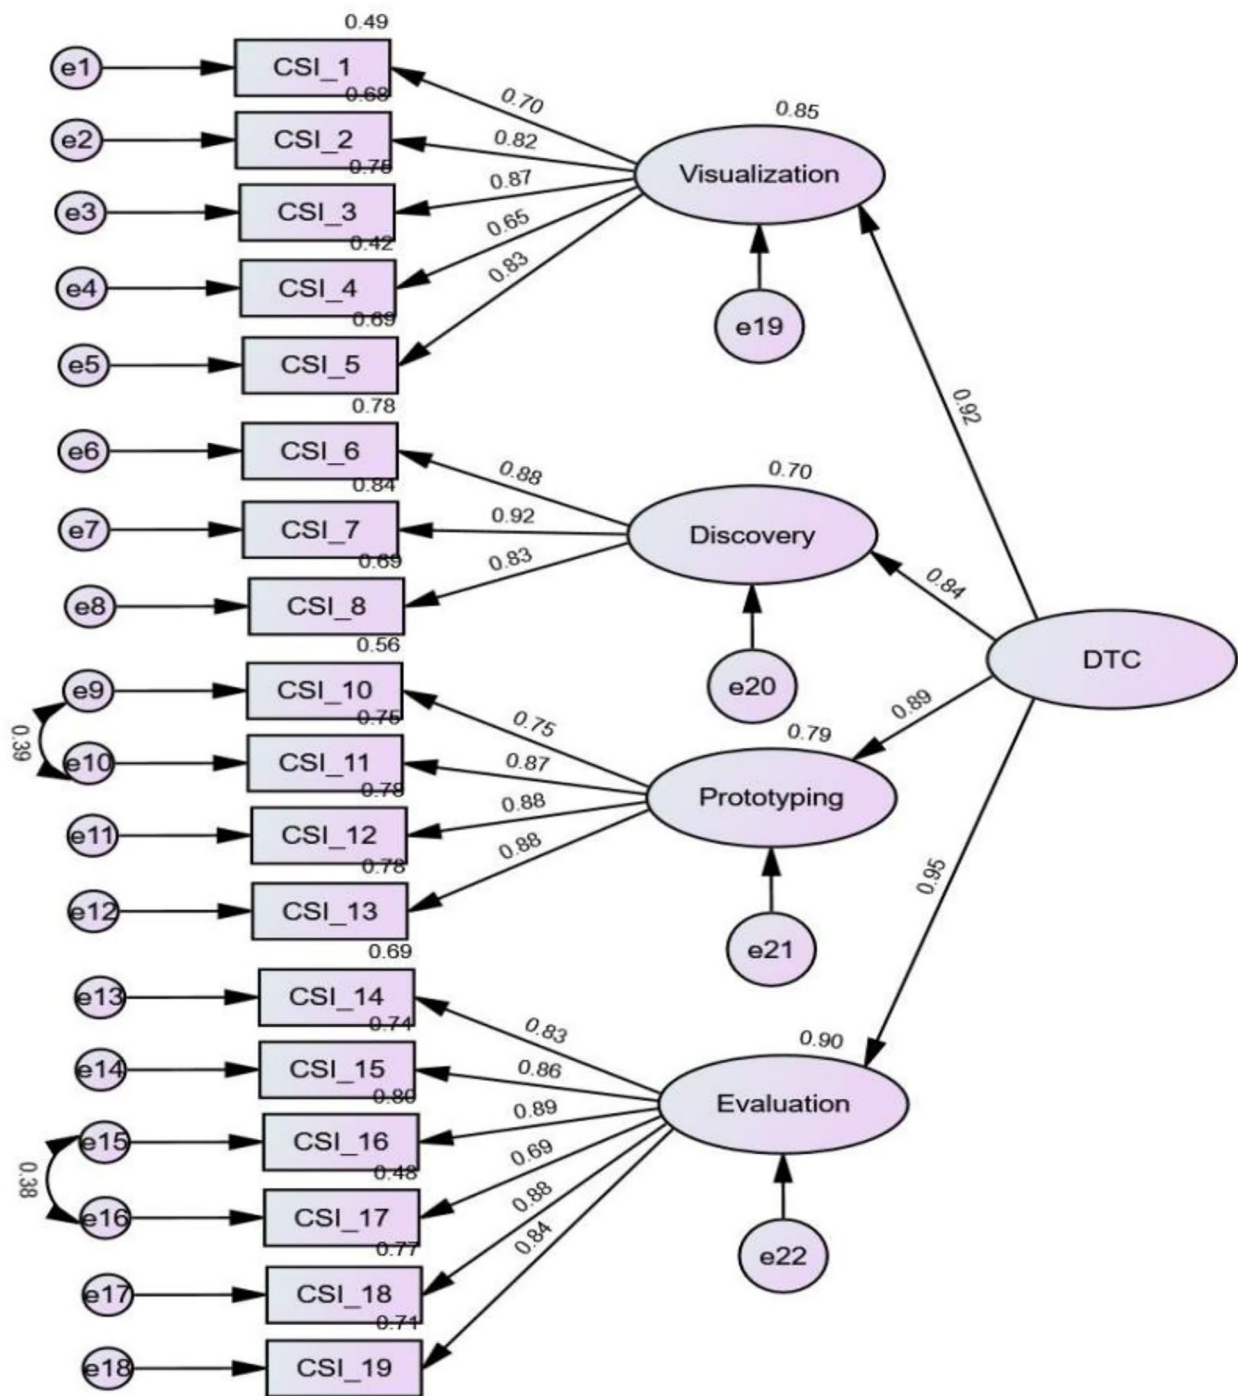 0.49
e1
CSI_1
0.70
0.68
e2
CSI_2
0.82
0.75
e3
CSI_3
0.87
0.42
e4
CSI_4
0.65
0.69
e5
CSI_5
0.83
0.85
Visualization
e19
0.92
0.78
e6
CSI_6
0.88
0.84
e7
CSI_7
0.92
0.69
e8
CSI_8
0.83
0.70
Discovery
e20
0.84
DTC
0.56
e9
CSI_10
0.75
0.39
0.75
e10
CSI_11
0.87
0.78
e11
CSI_12
0.88
0.78
e12
CSI_13
0.88
0.79
Prototyping
e21
0.89
0.95
0.69
e13
CSI_14
0.83
0.74
e14
CSI_15
0.86
0.80
e15
CSI_16
0.89
0.38
0.48
e16
CSI_17
0.69
0.77
e17
CSI_18
0.88
0.71
e18
CSI_19
0.84
0.90
Evaluation
e22